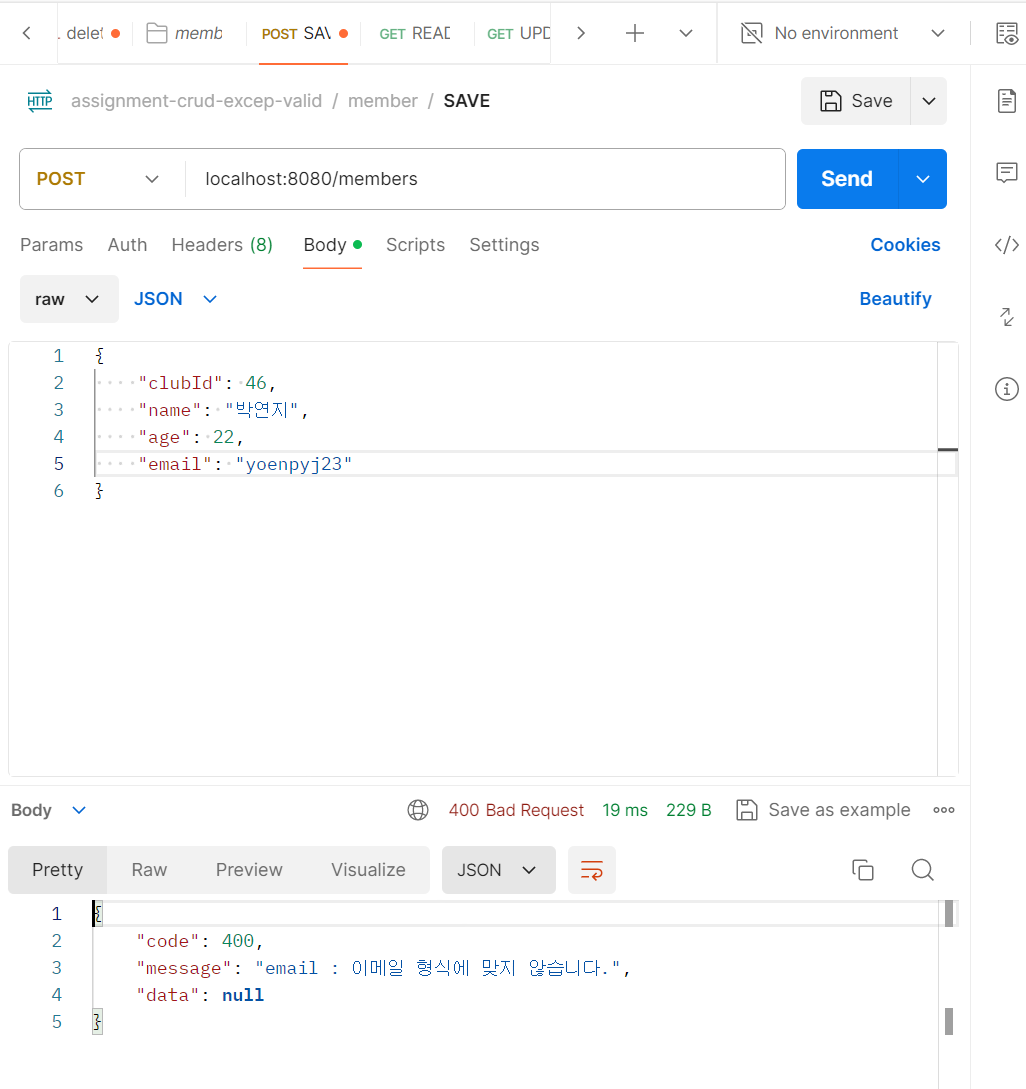 . delet
memb
POST SAV
GET READ
GET UPD
No environment
HTTP
assignment-crud-excep-valid / member / SAVE
Save
POST
localhost:8080/members
Send
Params Auth Headers (8) Body Scripts Settings Cookies
raw JSON Beautify
1 {
2 "clubId": 46,
3 "name": "박연지",
4 "age": 22,
5 "email": "yoenpyj23"
6 }
Body 400 Bad Request 19 ms 229 B Save as example
Pretty Raw Preview Visualize JSON
1 {
2 "code": 400,
3 "message": "email : 이메일 형식에 맞지 않습니다.",
4 "data": null
5 }